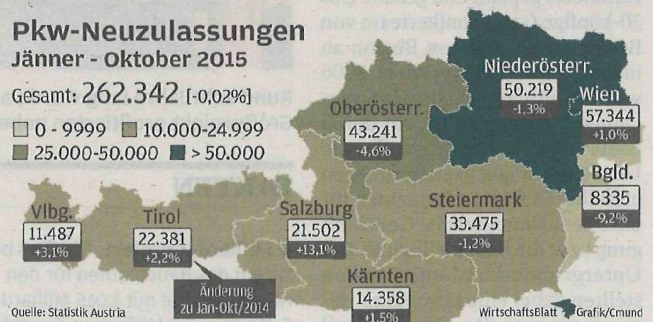 Pkw-Neuzulassungen
Jänner - Oktober 2015
Gesamt: 262.342 [-0,02%]
0 - 9999 10.000-24.999
25.000-50.000 > 50.000
Niederösterr.
50.219
-1,3%
Wien
57.344
+1,0%
Oberösterr.
43.241
-4,6%
Bgld.
8335
-9,2%
Vlbg.
11.487
+3,1%
Tirol
22.381
+2,2%
Salzburg
21.502
+13,1%
Steiermark
33.475
-1,2%
Kärnten
14.358
+1,5%
Änderung
zu Jän-Okt/2014
Quelle: Statistik Austria
WirtschaftsBlatt Grafik/Cmund